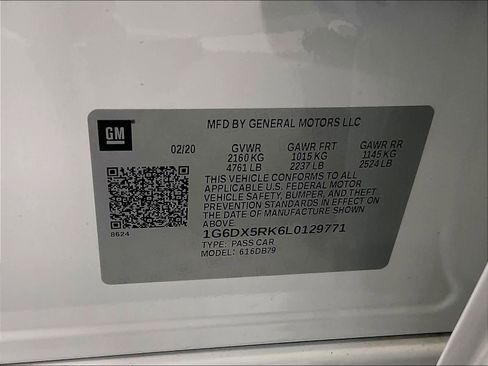 GM
MFD BY GENERAL MOTORS LLC
02/20 GVWR GAWR FRT GAWR RR
2160 KG 1015 KG 1145 KG
4761 LB 2237 LB 2524 LB
THIS VEHICLE CONFORMS TO ALL
APPLICABLE U.S. FEDERAL MOTOR
VEHICLE SAFETY, BUMPER, AND THEFT
PREVENTION STANDARDS IN EFFECT ON
THE DATE OF MANUFACTURE SHOWN
ABOVE
8624
1G6DX5RK6L0129771
TYPE: PASS CAR
MODEL: 616DB79